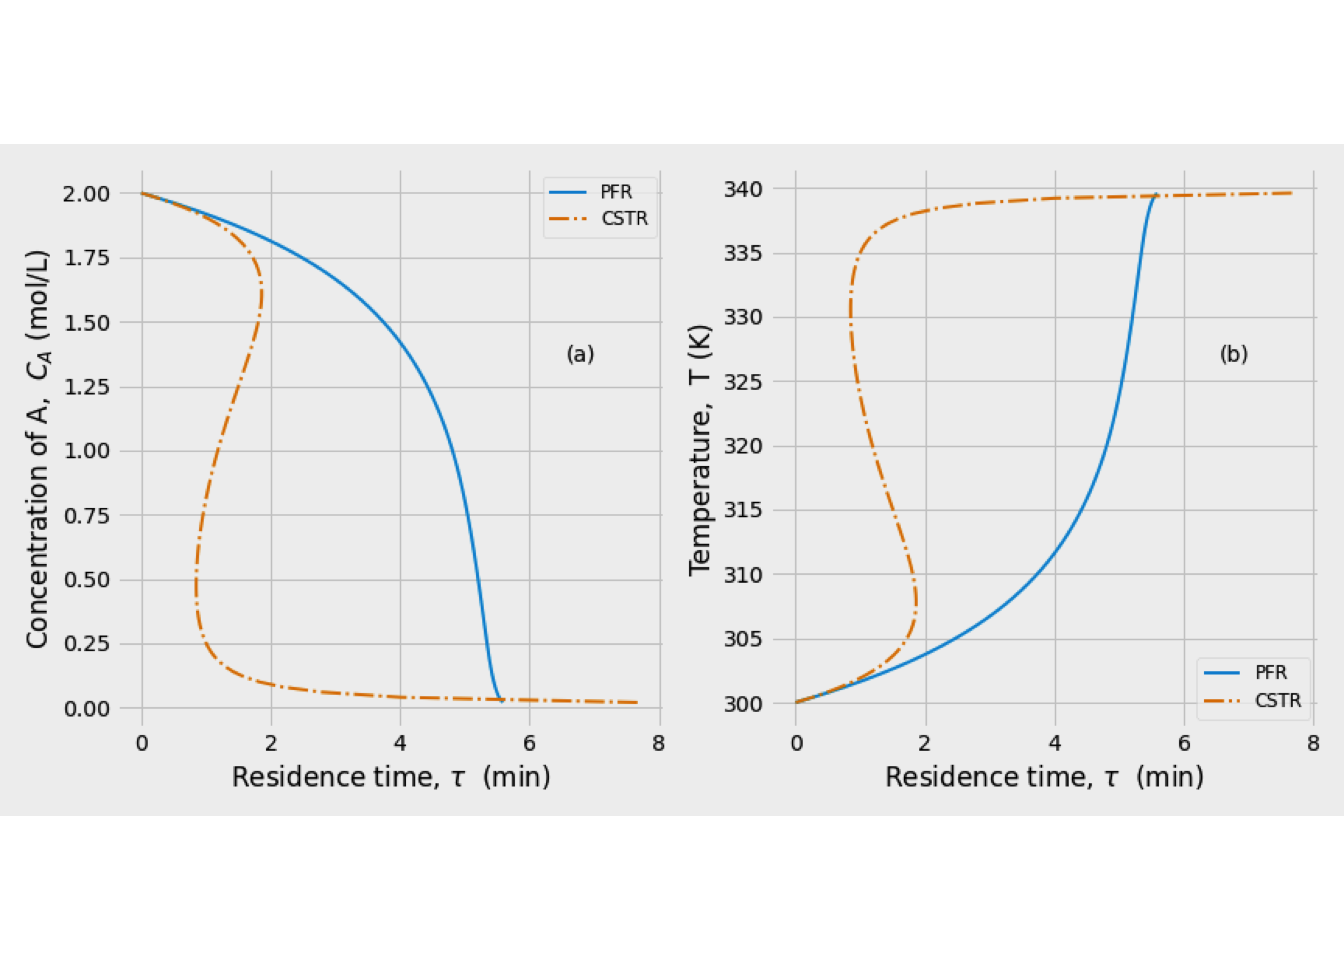 2.00
1.75
1.50
1.25
1.00
0.75
0.50
0.25
0.00
Concentration of A, C_A (mol/L)
PFR
CSTR
(a)
0 2 4 6 8
Residence time, τ (min)
340
335
330
325
320
315
310
305
300
Temperature, T (K)
(b)
PFR
CSTR
0 2 4 6 8
Residence time, τ (min)